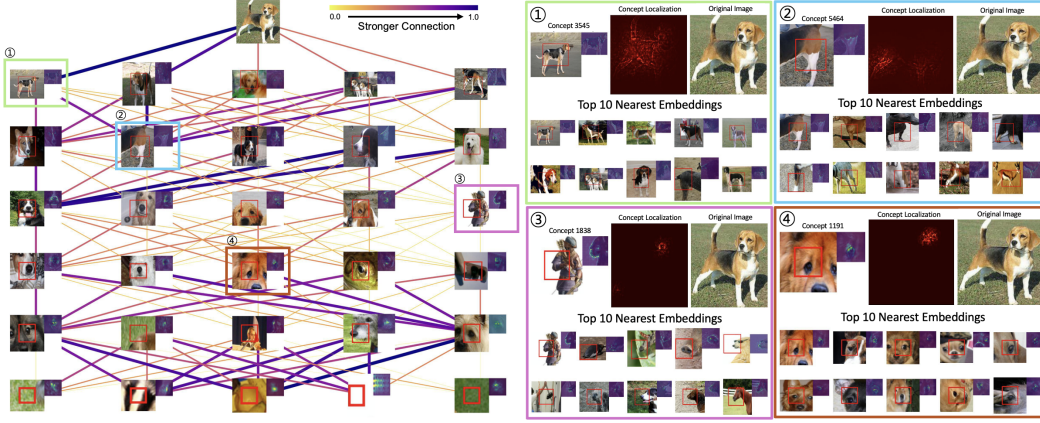 0.0
1.0
Stronger Connection
①
②
③
④
①
Concept 3545
Concept Localization
Original Image
Top 10 Nearest Embeddings
②
Concept 5464
Concept Localization
Original Image
Top 10 Nearest Embeddings
③
Concept 1838
Concept Localization
Original Image
Top 10 Nearest Embeddings
④
Concept 1191
Concept Localization
Original Image
Top 10 Nearest Embeddings